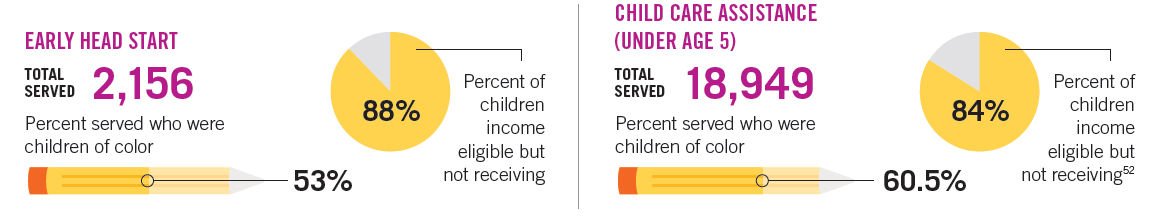 EARLY HEAD START
TOTAL
SERVED
2,156
Percent served who were
children of color
53%
88%
Percent of
children
income
eligible but
not receiving
CHILD CARE ASSISTANCE
(UNDER AGE 5)
TOTAL
SERVED
18,949
Percent served who were
children of color
60.5%
84%
Percent of
children
income
eligible but
not receiving52